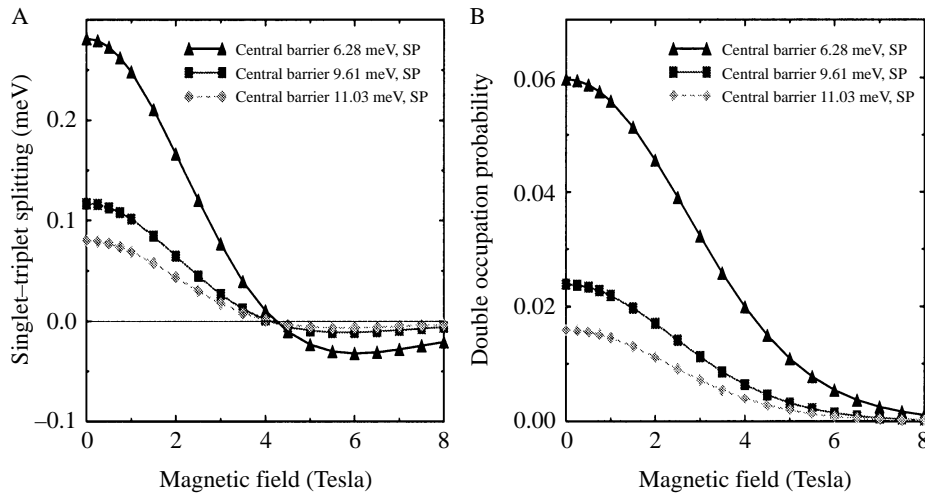 A
Central barrier 6.28 meV, SP
Central barrier 9.61 meV, SP
Central barrier 11.03 meV, SP
Singlet–triplet splitting (meV)
0.2
0.1
0.0
–0.1
0
2
4
6
8
Magnetic field (Tesla)
B
Central barrier 6.28 meV, SP
Central barrier 9.61 meV, SP
Central barrier 11.03 meV, SP
Double occupation probability
0.06
0.04
0.02
0.00
0
2
4
6
8
Magnetic field (Tesla)